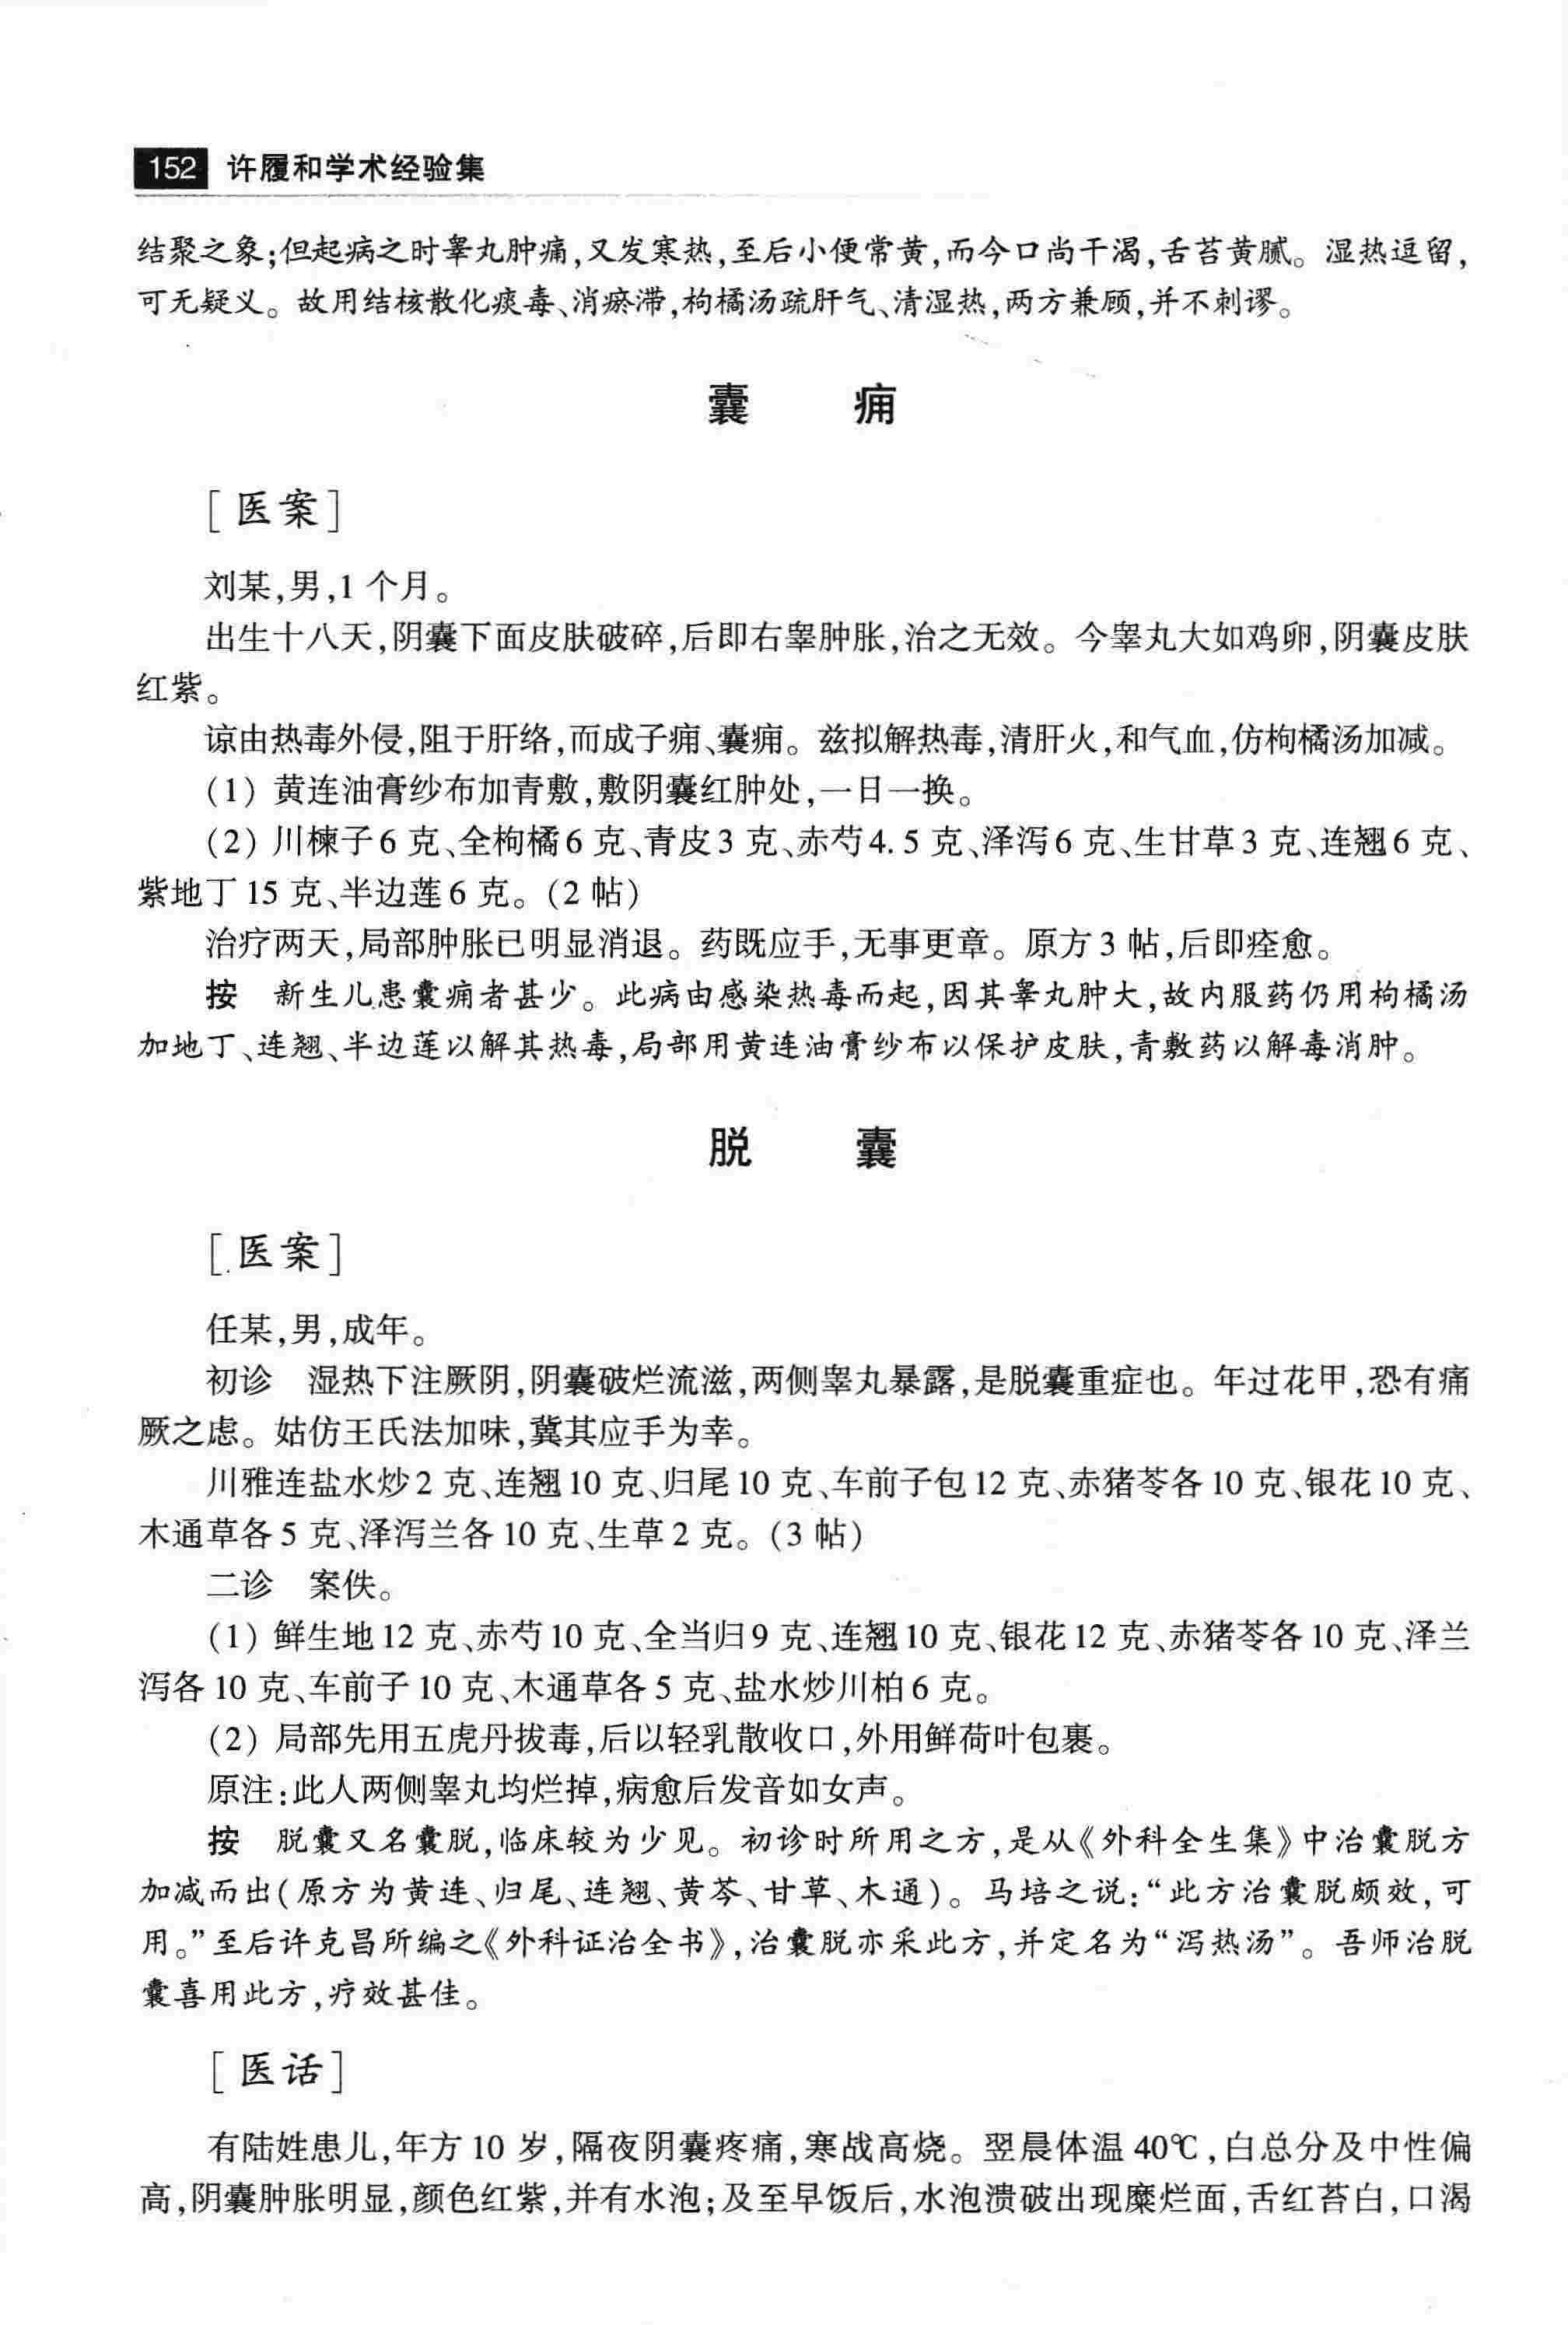 152 许履和学术经验集
结聚之象;但起病之时睾丸肿痛,又发寒热,至后小便常黄,而今口尚干渴,舌苔黄腻。湿热逗留,
可无疑义。故用结核散化痰毒、消瘀滞,枸橘汤疏肝气、清湿热,两方兼顾,并不刺谬。
囊 痈
[医案]
刘某,男,1 个月。
出生十八天,阴囊下面皮肤破碎,后即右睾肿胀,治之无效。今睾丸大如鸡卵,阴囊皮肤
红紫。
谅由热毒外侵,阻于肝络,而成子痈、囊痈。兹拟解热毒,清肝火,和气血,仿枸橘汤加减。
(1) 黄连油膏纱布加青敷,敷阴囊红肿处,一日一换。
(2) 川楝子 6 克、全枸橘 6 克、青皮 3 克、赤芍 4.5 克、泽泻 6 克、生甘草 3 克、连翘 6 克、
紫地丁 15 克、半边莲 6 克。(2 帖)
治疗两天,局部肿胀已明显消退。药既应手,无事更章。原方 3 帖,后即痊愈。
按 新生儿患囊痈者甚少。此病由感染热毒而起,因其睾丸肿大,故内服药仍用枸橘汤
加地丁、连翘、半边莲以解其热毒,局部用黄连油膏纱布以保护皮肤,青敷药以解毒消肿。
脱 囊
[医案]
任某,男,成年。
初诊 湿热下注厥阴,阴囊破烂流滋,两侧睾丸暴露,是脱囊重症也。年过花甲,恐有痛
厥之虑。姑仿王氏法加味,冀其应手为幸。
川雅连盐水炒 2 克、连翘 10 克、归尾 10 克、车前子包 12 克、赤猪苓各 10 克、银花 10 克、
木通草各 5 克、泽泻兰各 10 克、生草 2 克。(3 帖)
二诊 案佚。
(1) 鲜生地 12 克、赤芍 10 克、全当归 9 克、连翘 10 克、银花 12 克、赤猪苓各 10 克、泽兰
泻各 10 克、车前子 10 克、木通草各 5 克、盐水炒川柏 6 克。
(2) 局部先用五虎丹拔毒,后以轻乳散收口,外用鲜荷叶包裹。
原注:此人两侧睾丸均烂掉,病愈后发音如女声。
按 脱囊又名囊脱,临床较为少见。初诊时所用之方,是从《外科全生集》中治囊脱方
加减而出(原方为黄连、归尾、连翘、黄芩、甘草、木通)。马培之说:“此方治囊脱颇效,可
用。”至后许克昌所编之《外科证治全书》,治囊脱亦采此方,并定名为“泻热汤”。吾师治脱
囊喜用此方,疗效甚佳。
[医话]
有陆姓患儿,年方 10 岁,隔夜阴囊疼痛,寒战高烧。翌晨体温 40℃,白总分及中性偏
高,阴囊肿胀明显,颜色红紫,并有水泡;及至早饭后,水泡溃破出现糜烂面,舌红苔白,口渴